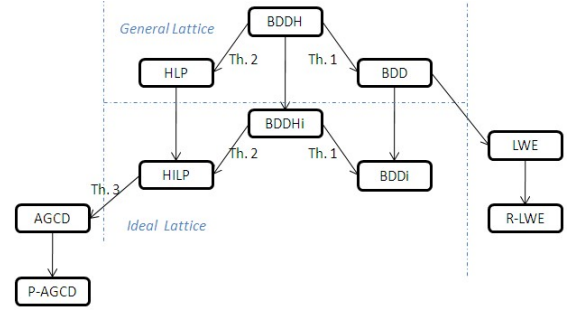 BDDH
General Lattice
HLP
Th. 2
Th. 1
BDD
BDDHi
LWE
Th. 2
Th. 1
HILP
BDDi
Th. 3
AGCD
Ideal Lattice
R-LWE
P-AGCD